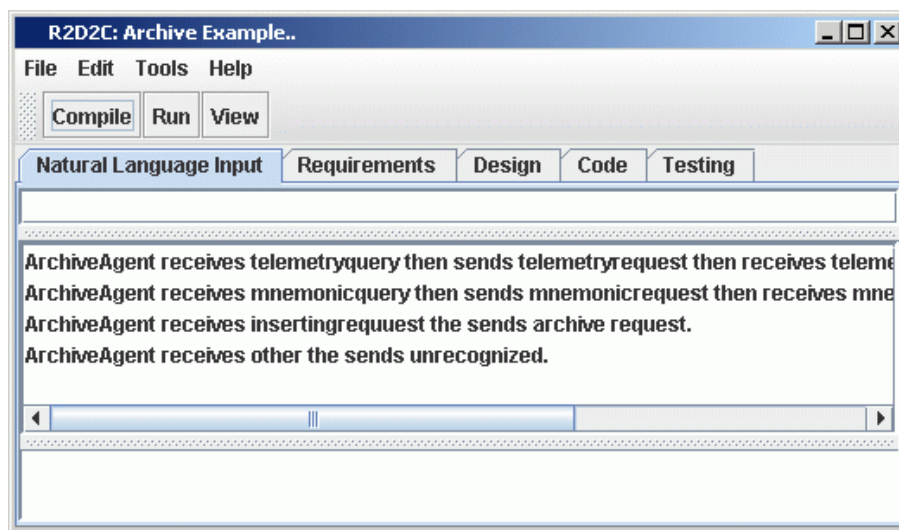 R2D2C: Archive Example..
File Edit Tools Help
Compile Run View
Natural Language Input Requirements Design Code Testing
ArchiveAgent receives telemetryquery then sends telemetryrequest then receives teleme
ArchiveAgent receives mnemonicquery then sends mnemonicrequest then receives mne
ArchiveAgent receives insertingrequuest the sends archive request.
ArchiveAgent receives other the sends unrecognized.